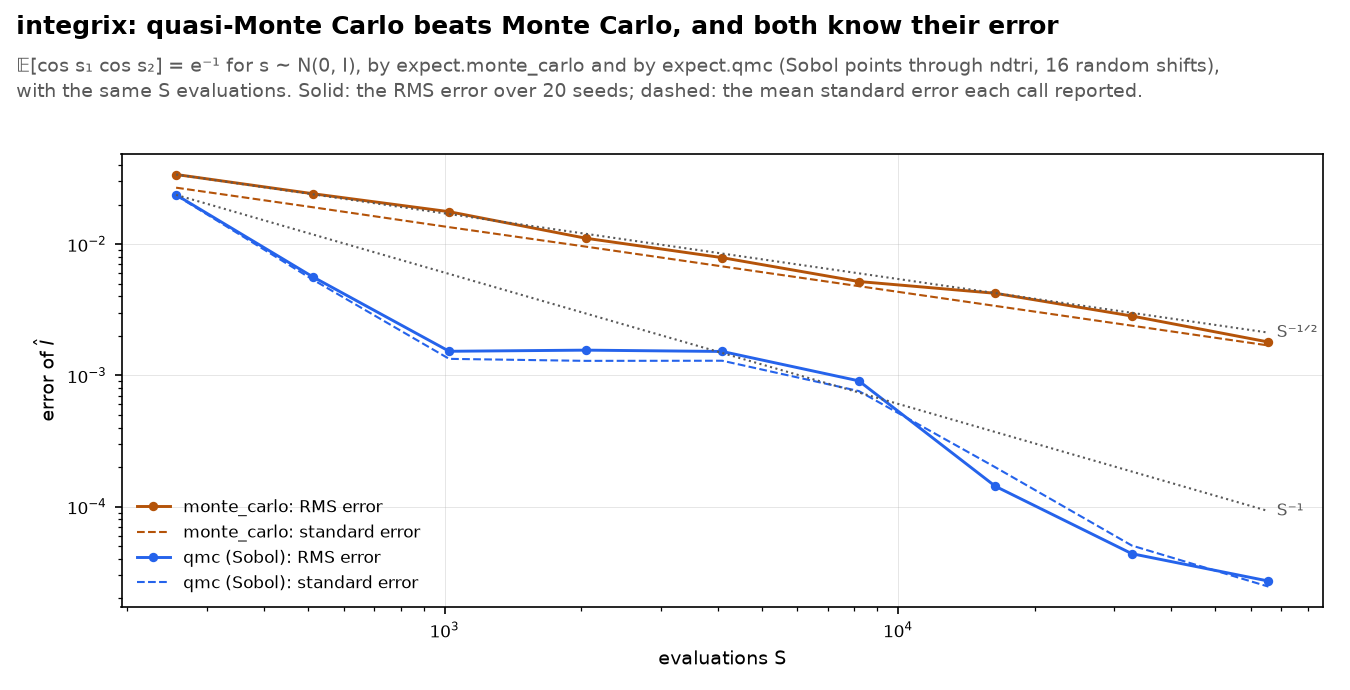 integrix: quasi-Monte Carlo beats Monte Carlo, and both know their error
𝔼[cos s₁ cos s₂] = e⁻¹ for s ~ N(0, I), by expect.monte_carlo and by expect.qmc (Sobol points through ndtri, 16 random shifts),
with the same S evaluations. Solid: the RMS error over 20 seeds; dashed: the mean standard error each call reported.
10⁻²
10⁻³
10⁻⁴
error of Î
S⁻¹ᐟ²
S⁻¹
monte_carlo: RMS error
monte_carlo: standard error
qmc (Sobol): RMS error
qmc (Sobol): standard error
10³
10⁴
evaluations S